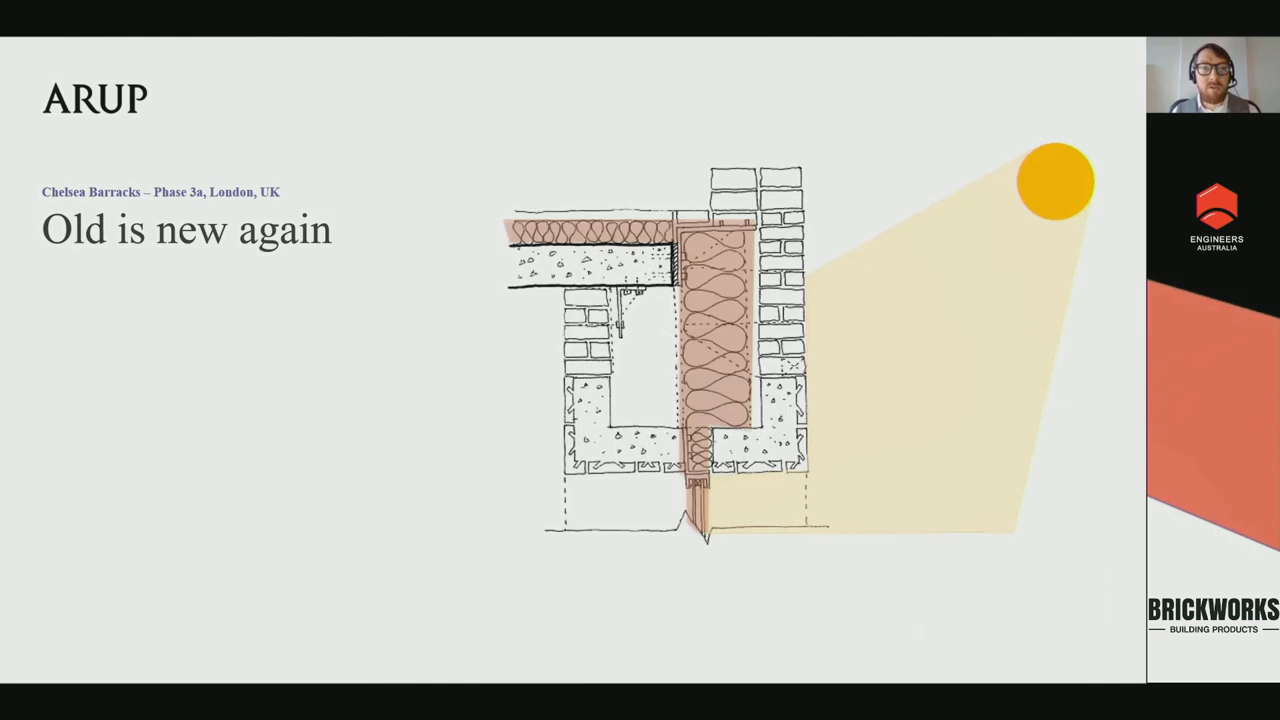 ARUP
Chelsea Barracks – Phase 3a, London, UK
Old is new again
ENGINEERS
AUSTRALIA
BRICKWORKS
BUILDING PRODUCTS